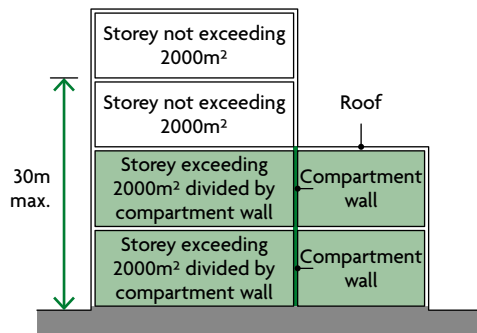 Storey not exceeding
2000m²
Storey not exceeding
2000m²
Roof
30m
max.
Storey exceeding
2000m² divided by
compartment wall
Compartment
wall
Storey exceeding
2000m² divided by
compartment wall
Compartment
wall